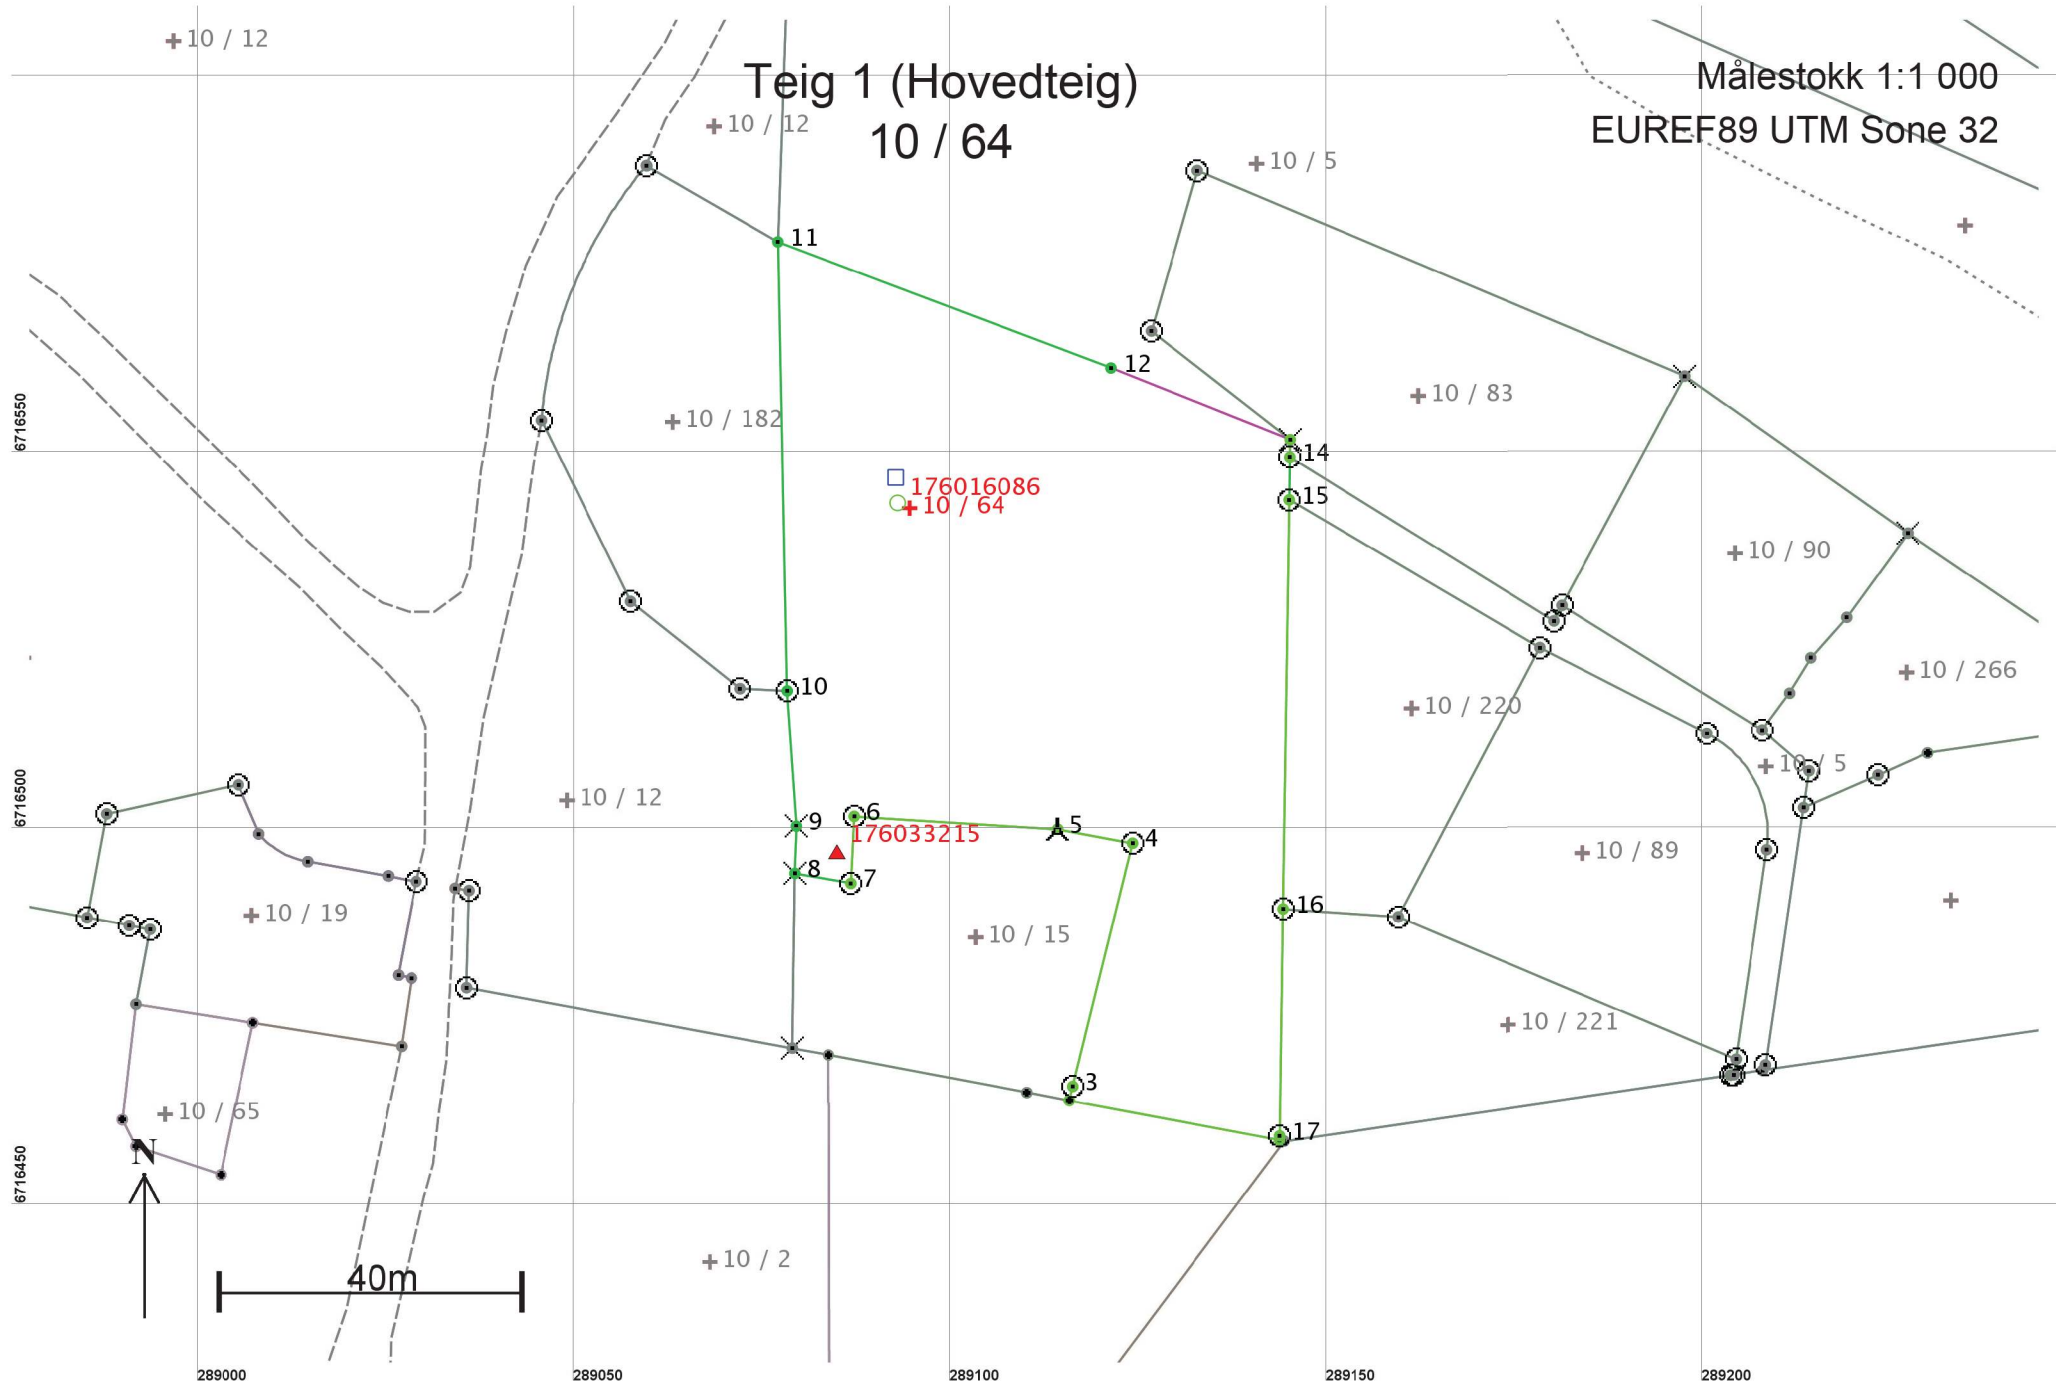 10 / 12
Teig 1 (Hovedteig)
10 / 64
Målestokk 1:1 000
EUREF89 UTM Sone 32
10 / 12
10 / 5
11
12
10 / 83
10 / 182
6716550
14
176016086
15
10 / 64
10 / 90
10 / 266
10
10 / 220
10 / 5
10 / 12
6716500
9
6
5
4
176033215
10 / 89
8
7
16
10 / 19
10 / 15
10 / 221
3
10 / 65
17
N
6716450
10 / 2
40m
289000
289050
289100
289150
289200